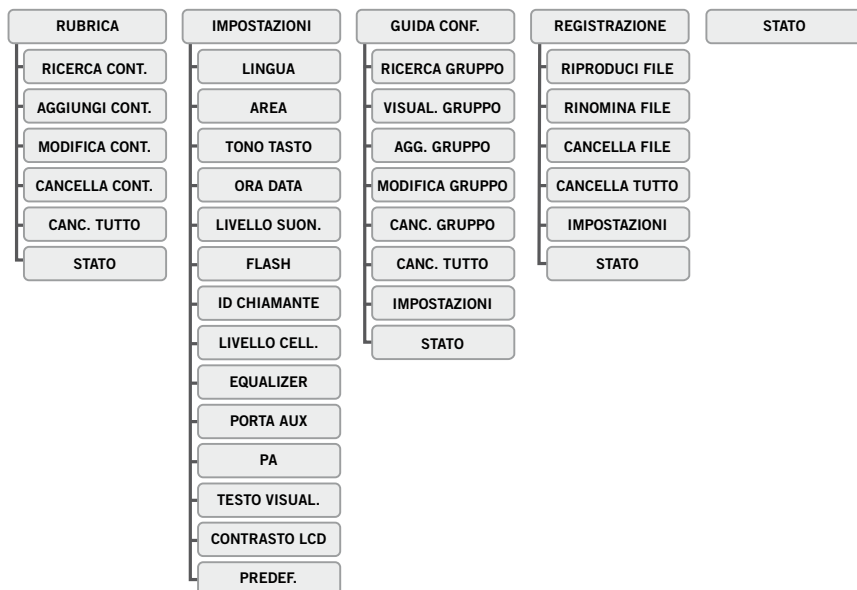 RUBRICA
RICERCA CONT.
AGGIUNGI CONT.
MODIFICA CONT.
CANCELLA CONT.
CANC. TUTTO
STATO
IMPOSTAZIONI
LINGUA
AREA
TONO TASTO
ORA DATA
LIVELLO SUON.
FLASH
ID CHIAMANTE
LIVELLO CELL.
EQUALIZER
PORTA AUX
PA
TESTO VISUAL.
CONTRASTO LCD
PREDEF.
GUIDA CONF.
RICERCA GRUPPO
VISUAL. GRUPPO
AGG. GRUPPO
MODIFICA GRUPPO
CANC. GRUPPO
CANC. TUTTO
IMPOSTAZIONI
STATO
REGISTRAZIONE
RIPRODUCI FILE
RINOMINA FILE
CANCELLA FILE
CANCELLA TUTTO
IMPOSTAZIONI
STATO
STATO